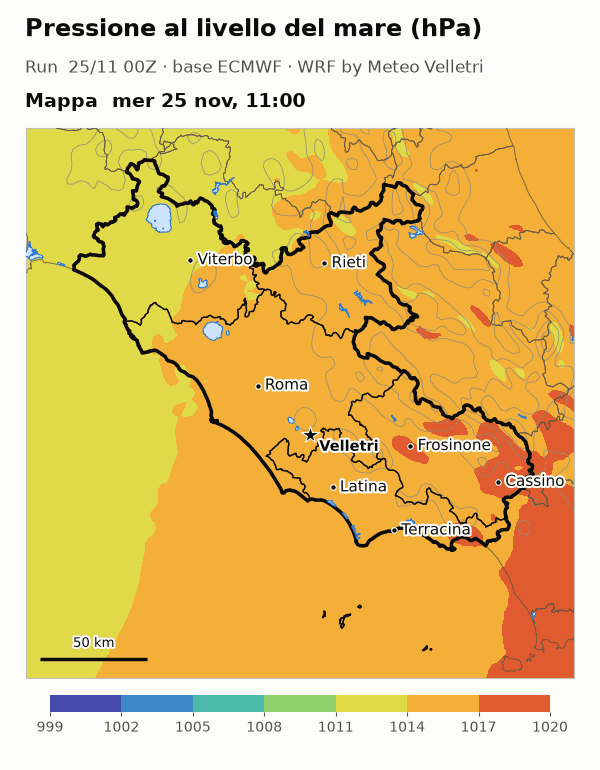 Pressione al livello del mare (hPa)
Run  25/11 00Z · base ECMWF · WRF by Meteo Velletri
Mappa  mer 25 nov, 11:00
Viterbo
Rieti
Roma
Velletri
Frosinone
Latina
Cassino
Terracina
50 km
999 1002 1005 1008 1011 1014 1017 1020